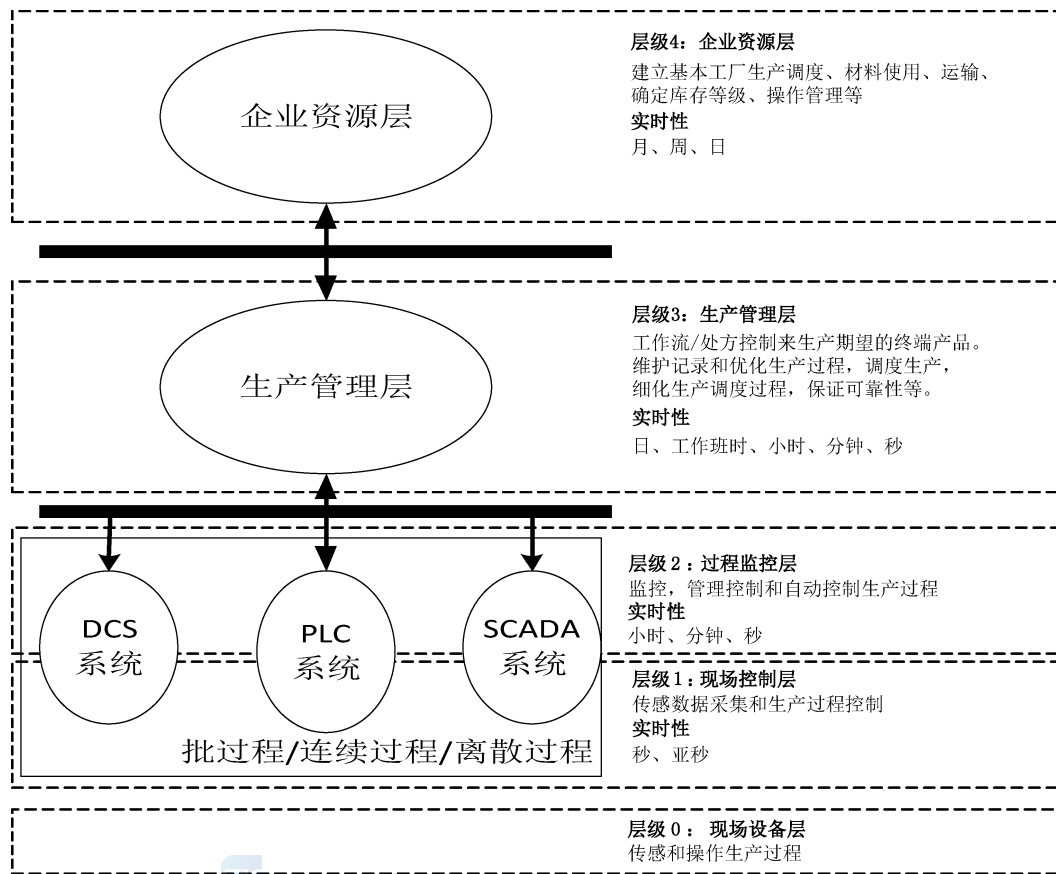 企业资源层
层级4：企业资源层
建立基本工厂生产调度、材料使用、运输、
确定库存等级、操作管理等
实时性
月、周、日
生产管理层
层级3：生产管理层
工作流/处方控制来生产期望的终端产品。
维护记录和优化生产过程，调度生产，
细化生产调度过程，保证可靠性等。
实时性
日、工作班时、小时、分钟、秒
DCS
系统
PLC
系统
SCADA
系统
批过程/连续过程/离散过程
层级2：过程监控层
监控，管理控制和自动控制生产过程
实时性
小时、分钟、秒
层级1：现场控制层
传感数据采集和生产过程控制
实时性
秒、亚秒
层级0： 现场设备层
传感和操作生产过程